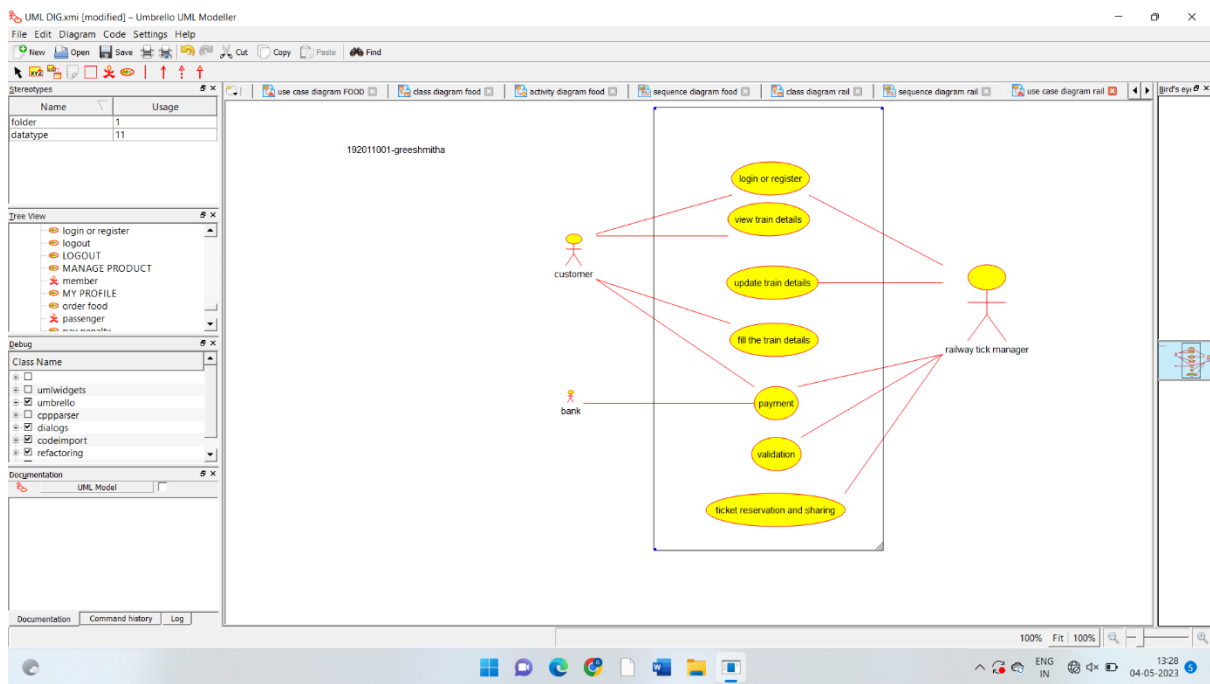 UML DIG.xmi [modified] – Umbrello UML Modeller
File Edit Diagram Code Settings Help
New Open Save Cut Copy Paste Find
XYZ
Stereotypes
Name Usage
folder 1
datatype 11
Tree View
login or register
logout
LOGOUT
MANAGE PRODUCT
member
MY PROFILE
order food
passenger
pay penalty
Debug
Class Name
umlwidgets
umbrello
cppparser
dialogs
codeimport
refactoring
Documentation
UML Model
Documentation Command history Log
use case diagram FOOD class diagram food activity diagram food sequence diagram food class diagram rail sequence diagram rail use case diagram rail
Bird's eye
192011001-greeshmitha
login or register
view train details
customer
update train details
fill the train details
railway tick manager
payment
bank
validation
ticket reservation and sharing
100% Fit 100%
ENG
IN
13:28
04-05-2023
5